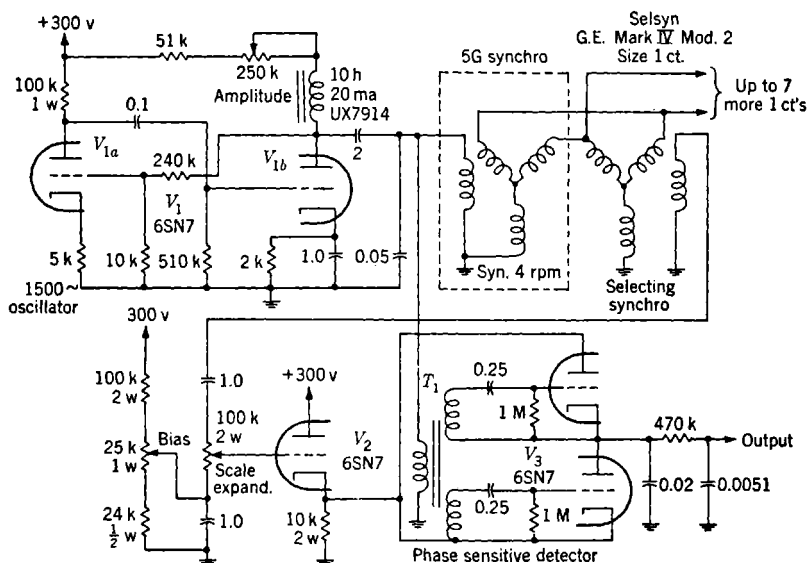 +300 v
51 k
250 k
Amplitude
10 h
20 ma
UX7914
100 k
1 w
0.1
V1a
240 k
V1b
V1
6SN7
2
5 k
10 k
510 k
2 k
1.0
0.05
1500~
oscillator
5G synchro
Syn. 4 rpm
Selsyn
G.E. Mark IV Mod. 2
Size 1 ct.
Up to 7
more 1 ct's
Selecting
synchro
300 v
100 k
2 w
25 k
1 w
Bias
24 k
1/2 w
1.0
100 k
2 w
Scale
expand.
1.0
+300 v
V2
6SN7
10 k
2 w
T1
0.25
1 M
V3
6SN7
0.25
1 M
470 k
Output
0.02
0.0051
Phase sensitive detector